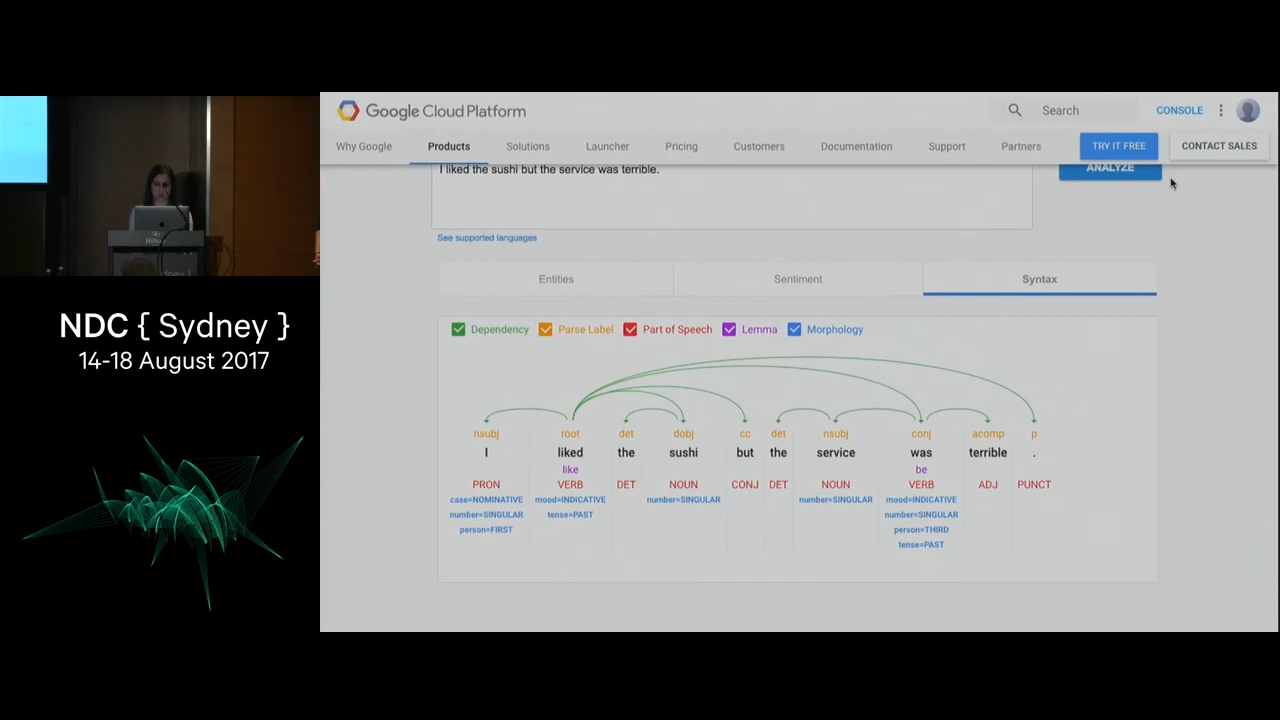 Google Cloud Platform
Search
CONSOLE
Why Google Products Solutions Launcher Pricing Customers Documentation Support Partners TRY IT FREE CONTACT SALES
I liked the sushi but the service was terrible.
ANALYZE
See supported languages
Entities Sentiment Syntax
Dependency Parse Label Part of Speech Lemma Morphology
nsubj root det dobj cc det nsubj conj acomp p
I liked the sushi but the service was terrible .
like be
PRON VERB DET NOUN CONJ DET NOUN VERB ADJ PUNCT
case=NOMINATIVE mood=INDICATIVE number=SINGULAR number=SINGULAR mood=INDICATIVE
number=SINGULAR tense=PAST number=SINGULAR
person=FIRST person=THIRD
tense=PAST
Hilton
NDC { Sydney }
14-18 August 2017